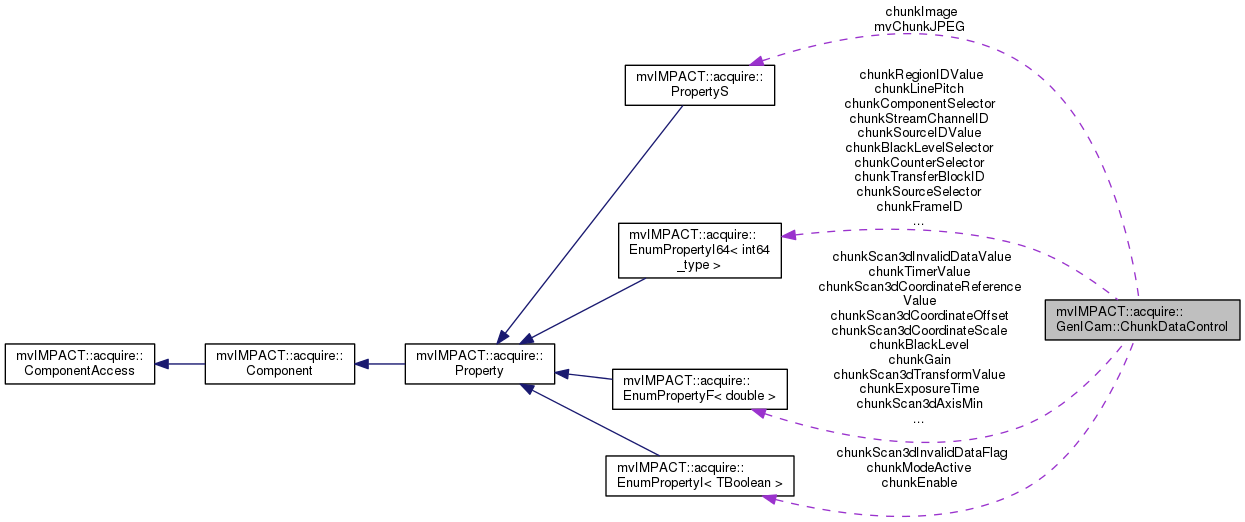 chunkImage
mvChunkJPEG
mvIMPACT::acquire::
PropertyS
chunkRegionIDValue
chunkLinePitch
chunkComponentSelector
chunkStreamChannelID
chunkSourceIDValue
chunkBlackLevelSelector
chunkCounterSelector
chunkTransferBlockID
chunkSourceSelector
chunkFrameID
...
mvIMPACT::acquire::
EnumPropertyI64< int64
_type >
chunkScan3dInvalidDataValue
chunkTimerValue
chunkScan3dCoordinateReference
Value
chunkScan3dCoordinateOffset
chunkScan3dCoordinateScale
chunkBlackLevel
chunkGain
chunkScan3dTransformValue
chunkExposureTime
chunkScan3dAxisMin
...
mvIMPACT::acquire::
GenICam::ChunkDataControl
mvIMPACT::acquire::
ComponentAccess
mvIMPACT::acquire::
Component
mvIMPACT::acquire::
Property
mvIMPACT::acquire::
EnumPropertyF< double >
chunkScan3dInvalidDataFlag
chunkModeActive
chunkEnable
mvIMPACT::acquire::
EnumPropertyI< TBoolean >